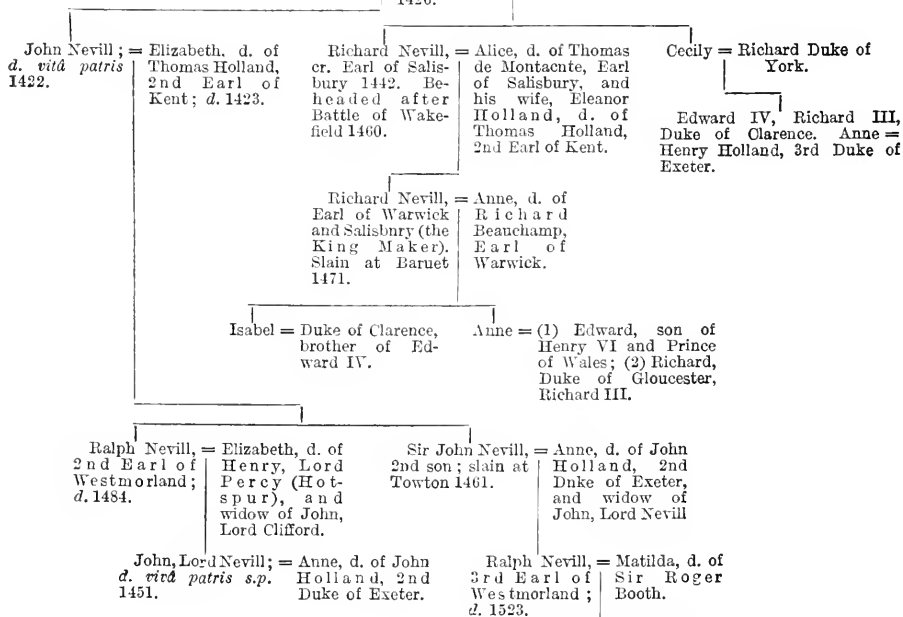 1426.
John Nevill ; = Elizabeth, d. of
d. vitâ patris Thomas Holland,
1422. 2nd Earl of
Kent; d. 1423.
Richard Nevill, = Alice, d. of Thomas
cr. Earl of Salis- de Montacute, Earl
bury 1442. Be- of Salisbury, and
headed after his wife, Eleanor
Battle of Wake- Holland, d. of
field 1460. Thomas Holland,
2nd Earl of Kent.
Cecily = Richard Duke of
York.
Edward IV, Richard III,
Duke of Clarence. Anne =
Henry Holland, 3rd Duke of
Exeter.
Richard Nevill, = Anne, d. of
Earl of Warwick Richard
and Salisbury (the Beauchamp,
King Maker). Earl of
Slain at Baruet Warwick.
1471.
Isabel = Duke of Clarence,
brother of Ed-
ward IV.
Anne = (1) Edward, son of
Henry VI and Prince
of Wales; (2) Richard,
Duke of Gloucester,
Richard III.
Ralph Nevill, = Elizabeth, d. of
2nd Earl of Henry, Lord
Westmorland; Percy (Hot-
d. 1484. spur), and
widow of John,
Lord Clifford.
Sir John Nevill, = Anne, d. of John
2nd son; slain at Holland, 2nd
Towton 1461. Duke of Exeter,
and widow of
John, Lord Nevill
John, Lord Nevill; = Anne, d. of John
d. vivâ patris s.p. Holland, 2nd
1451. Duke of Exeter.
Ralph Nevill, = Matilda, d. of
3rd Earl of Sir Roger
Westmorland; Booth.
d. 1523.